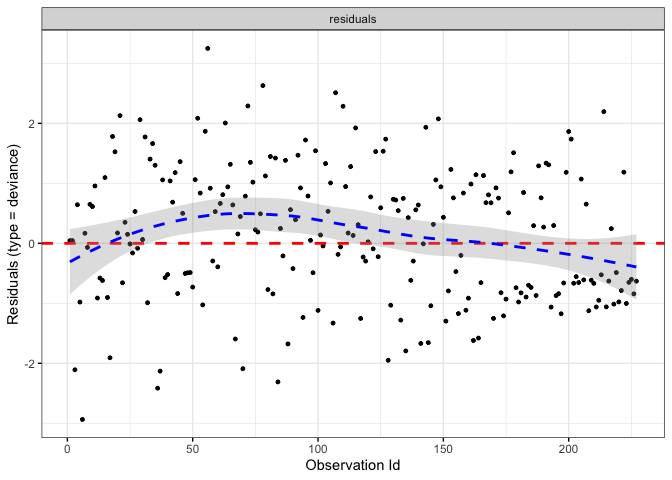 residuals
Residuals (type = deviance)
2
0
-2
0
50
100
150
200
Observation Id